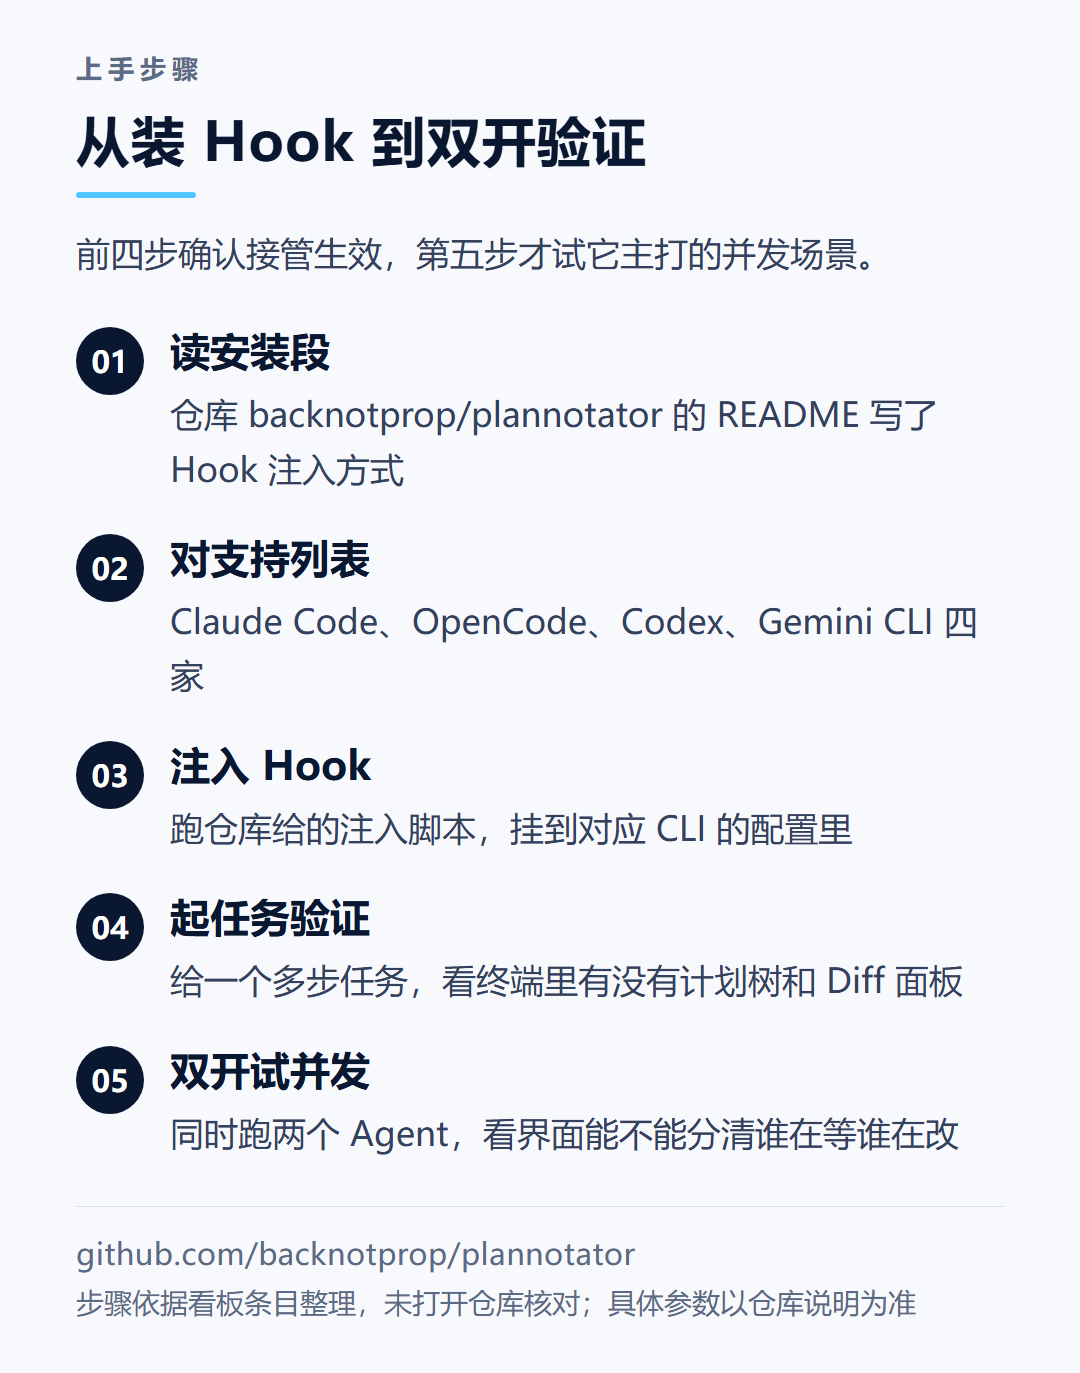 上手步骤
从装 Hook 到双开验证
前四步确认接管生效，第五步才试它主打的并发场景。
01
读安装段
仓库 backnotprop/plannotator 的 README 写了
Hook 注入方式
02
对支持列表
Claude Code、OpenCode、Codex、Gemini CLI 四
家
03
注入 Hook
跑仓库给的注入脚本，挂到对应 CLI 的配置里
04
起任务验证
给一个多步任务，看终端里有没有计划树和 Diff 面板
05
双开试并发
同时跑两个 Agent，看界面能不能分清谁在等谁在改
github.com/backnotprop/plannotator
步骤依据看板条目整理，未打开仓库核对；具体参数以仓库说明为准